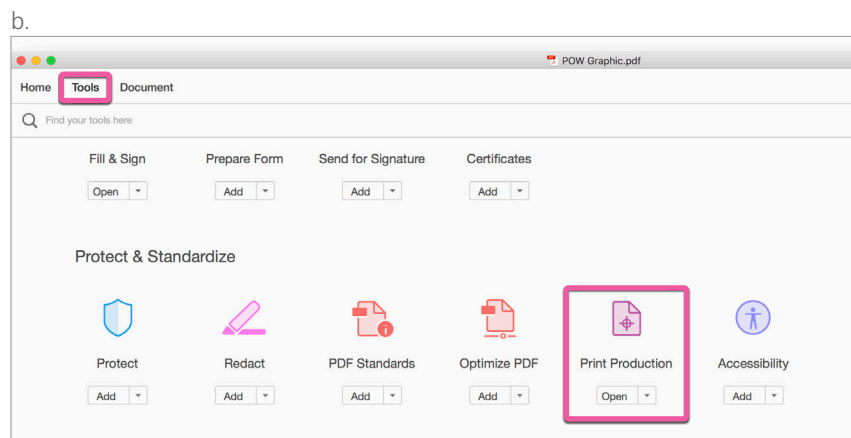 b.
POW Graphic.pdf
Home Tools Document
Find your tools here
Fill & Sign Prepare Form Send for Signature Certificates
Open Add Add Add
Protect & Standardize
Protect Redact PDF Standards Optimize PDF Print Production Accessibility
Add Add Add Add Open Add